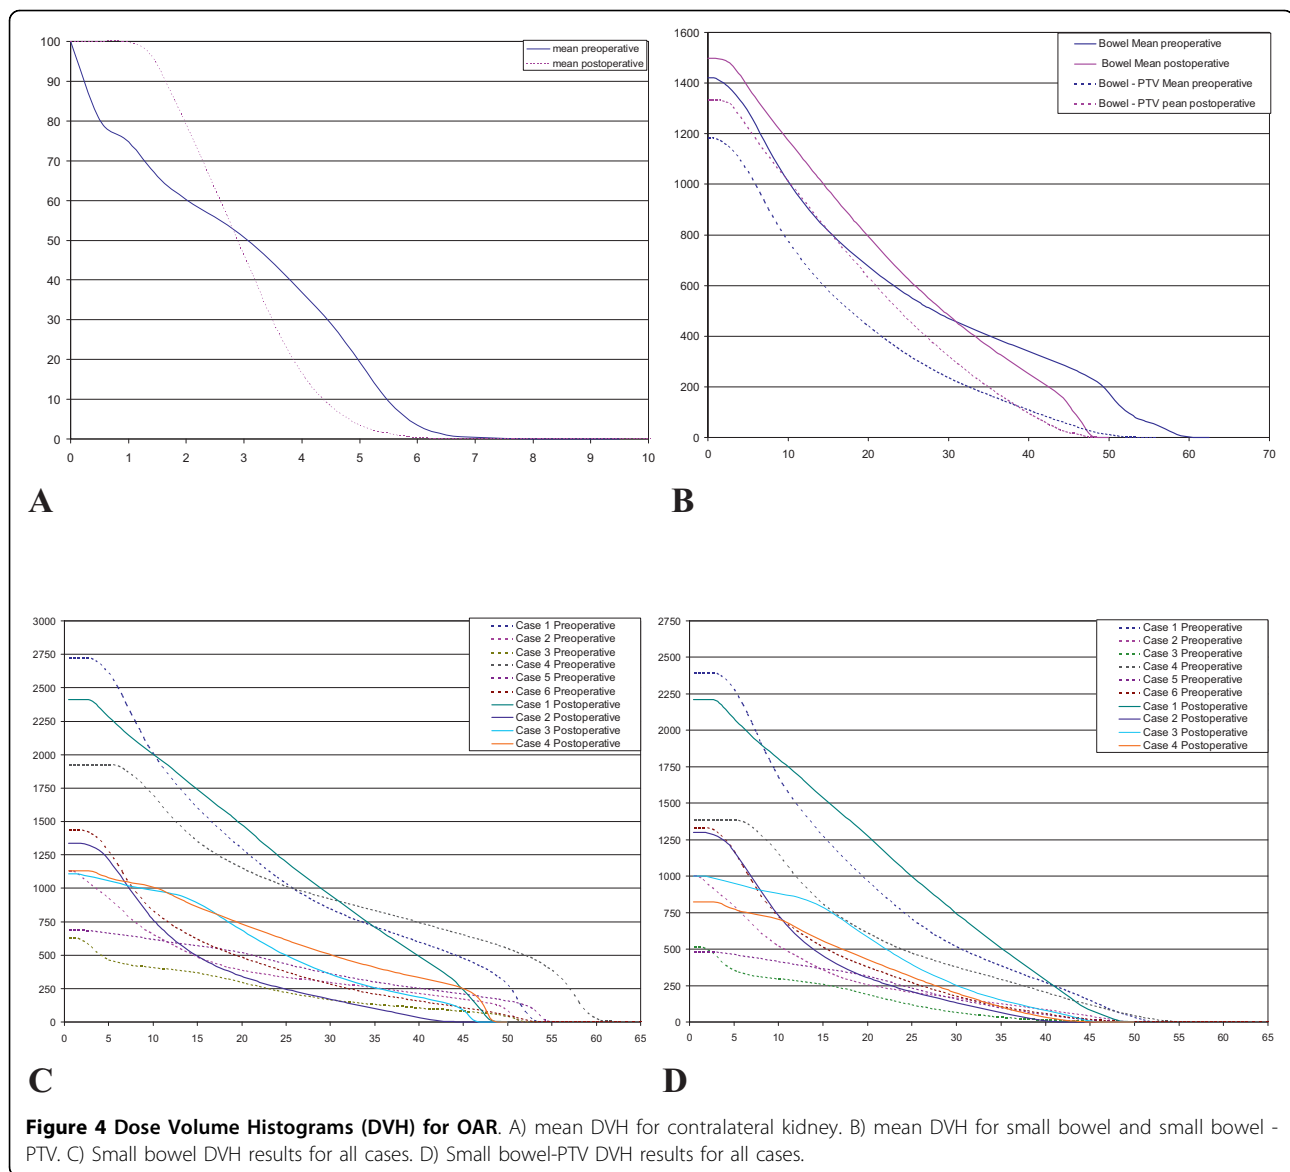 100
90
80
70
60
50
40
30
20
10
0
0 1 2 3 4 5 6 7 8 9 10
mean preoperative
mean postoperative
A
1600
1400
1200
1000
800
600
400
200
0
0 10 20 30 40 50 60 70
Bowel Mean preoperative
Bowel Mean postoperative
Bowel - PTV Mean preoperative
Bowel - PTV pean postoperative
B
3000
2750
2500
2250
2000
1750
1500
1250
1000
750
500
250
0
0 5 10 15 20 25 30 35 40 45 50 55 60 65
Case 1 Preoperative
Case 2 Preoperative
Case 3 Preoperative
Case 4 Preoperative
Case 5 Preoperative
Case 6 Preoperative
Case 1 Postoperative
Case 2 Postoperative
Case 3 Postoperative
Case 4 Postoperative
C
2750
2500
2250
2000
1750
1500
1250
1000
750
500
250
0
0 5 10 15 20 25 30 35 40 45 50 55 60 65
Case 1 Preoperative
Case 2 Preoperative
Case 3 Preoperative
Case 4 Preoperative
Case 5 Preoperative
Case 6 Preoperative
Case 1 Postoperative
Case 2 Postoperative
Case 3 Postoperative
Case 4 Postoperative
D
Figure 4 Dose Volume Histograms (DVH) for OAR. A) mean DVH for contralateral kidney. B) mean DVH for small bowel and small bowel -
PTV. C) Small bowel DVH results for all cases. D) Small bowel-PTV DVH results for all cases.